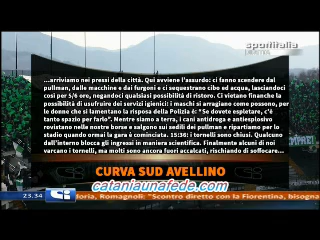 sportitalia
...arriviamo nei pressi della città. Qui avviene l'assurdo: ci fanno scendere dai
pullman, dalle macchine e dai furgoni e ci sequestrano cibo ed acqua, lasciandoci
così per 5/6 ore, negandoci qualsiasi possibilità di ristoro. Ci vietano finanche la
possibilità di usufruire dei servizi igienici: i maschi si arrangiano come possono, per
le donne che si lamentano la risposta della Polizia è: "Se dovete espletare, c'è
tanto spazio per farlo". Mentre siamo a terra, i cani antidroga e antiesplosivo
rovistano nelle nostre borse e salgono sui sedili dei pullman e ripartiamo per lo
stadio quando ormai la gara è cominciata. 15:36: i tornelli sono chiusi. Qualcuno
dall'interno blocca gli ingressi in maniera scientifica. Finalmente alcuni di noi
varcano i tornelli, ma molti sono ancora fuori accalcati, rischiando di soffocare...
CURVA SUD AVELLINO
cataniaunafede.com
23.34 foria, Romagnoli: "Scontro diretto con la Fiorentina, bisogna